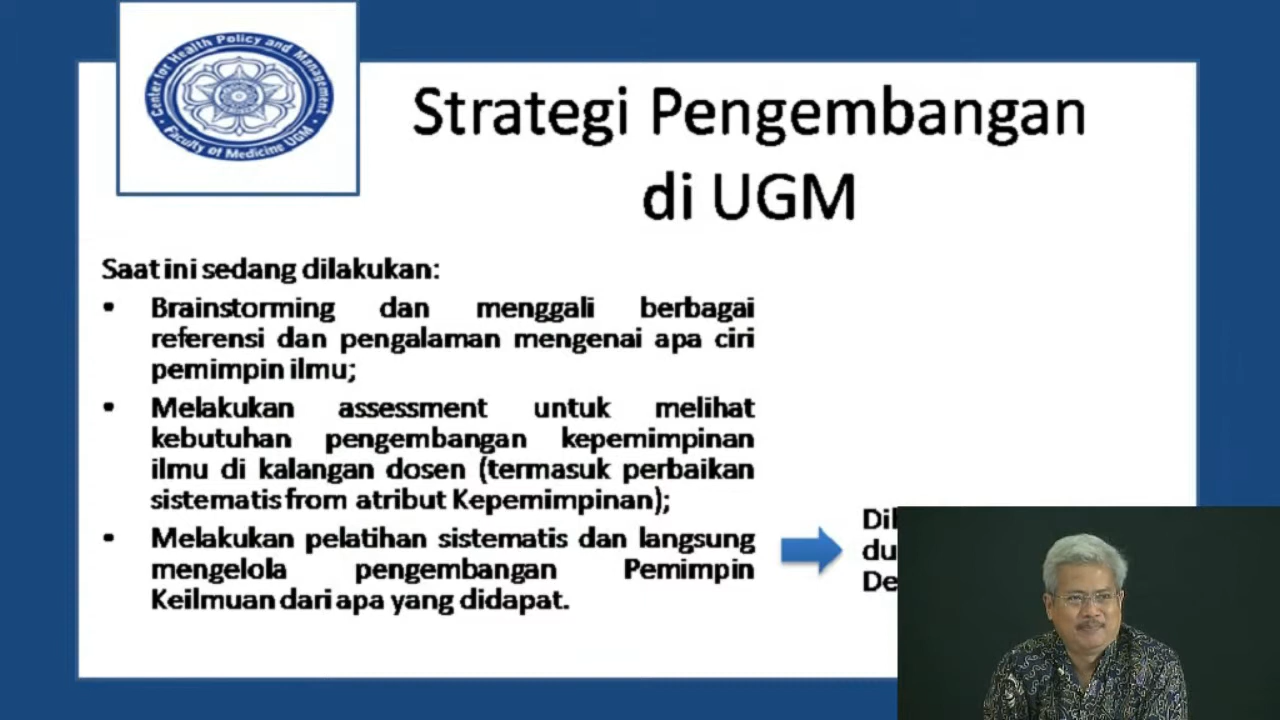 Center for Health Policy and Management
Faculty of Medicine UGM
Strategi Pengembangan
di UGM
Saat ini sedang dilakukan:
• Brainstorming dan menggali berbagai
referensi dan pengalaman mengenai apa ciri
pemimpin ilmu;
• Melakukan assessment untuk melihat
kebutuhan pengembangan kepemimpinan
ilmu di kalangan dosen (termasuk perbaikan
sistematis from atribut Kepemimpinan);
• Melakukan pelatihan sistematis dan langsung
mengelola pengembangan Pemimpin
Keilmuan dari apa yang didapat.